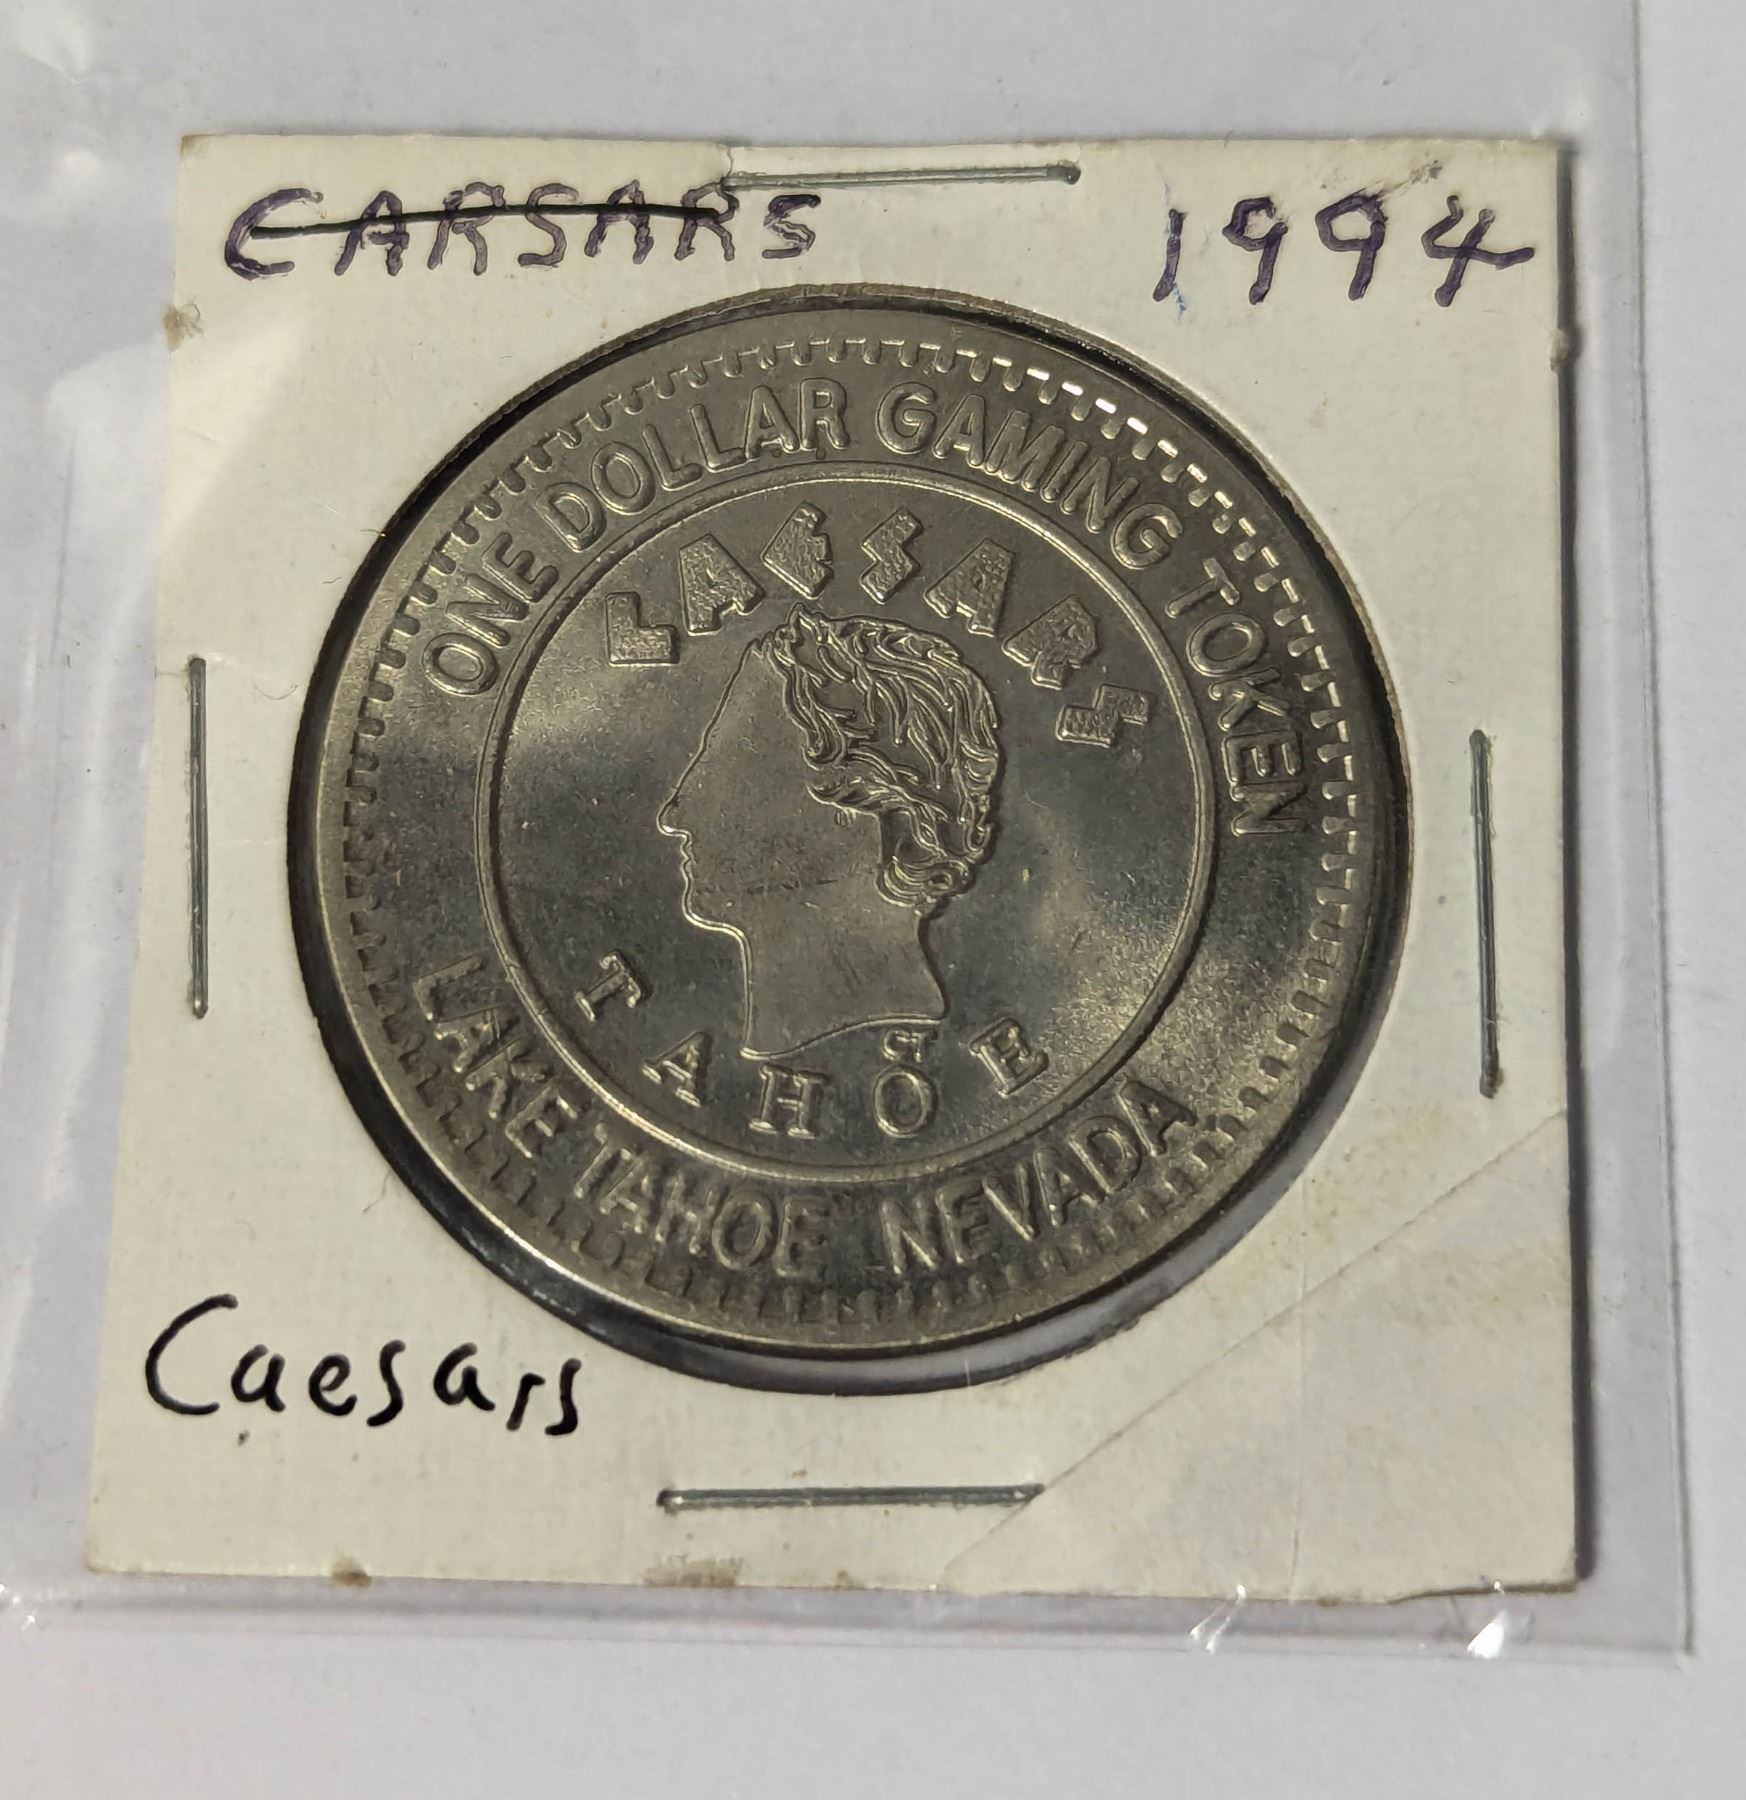 CARSARS 1994
ONE DOLLAR GAMING TOKEN
CAESARS
TAHOE
G
LAKE TAHOE NEVADA
Caesars